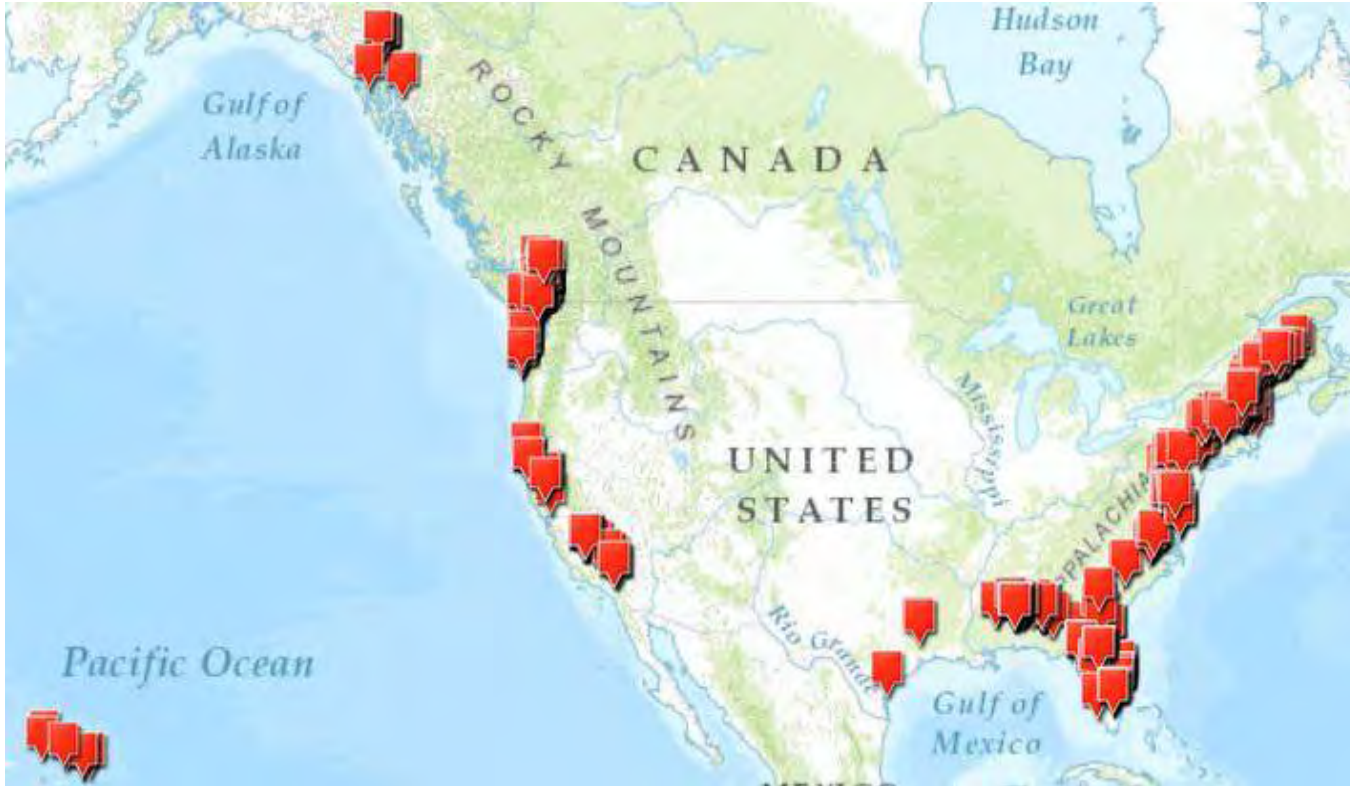 Hudson
Bay
Gulf of
Alaska
ROCKY
MOUNTAINS
CANADA
Great
Lakes
Mississippi
UNITED
STATES
PPALACHIA
Rio Grande
Pacific Ocean
Gulf of
Mexico